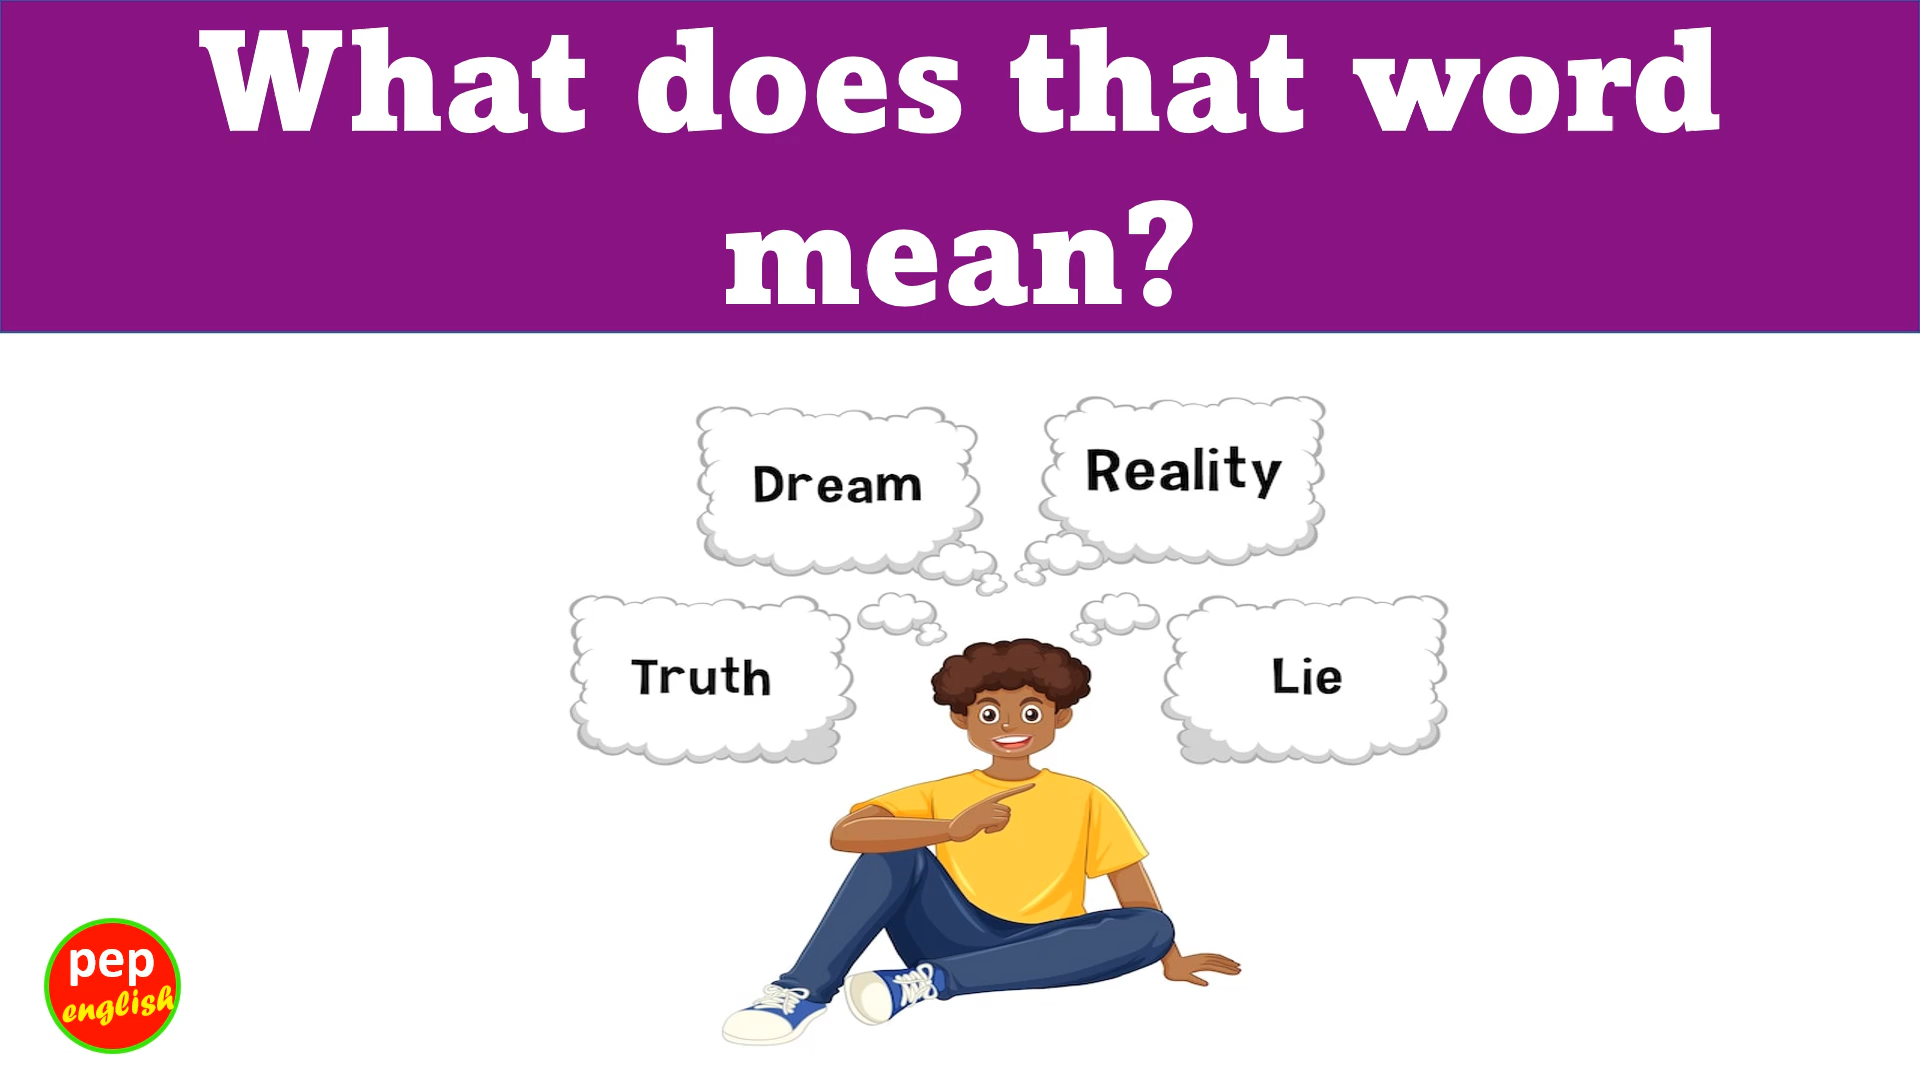 What does that word
mean?
Dream
Reality
Truth
Lie
pep
english